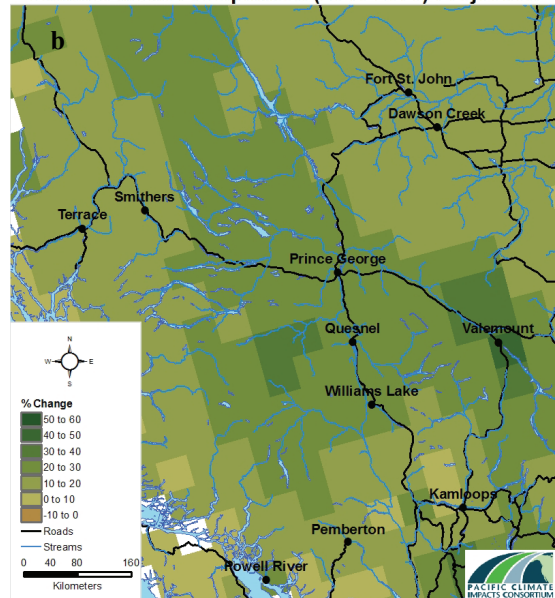 b
Fort St. John
Dawson Creek
Smithers
Terrace
Prince George
Quesnel
Valemount
Williams Lake
Kamloops
Pemberton
Powell River
N
W E
S
% Change
50 to 60
40 to 50
30 to 40
20 to 30
10 to 20
0 to 10
-10 to 0
Roads
Streams
0 40 80 160
Kilometers
PACIFIC CLIMATE
IMPACTS CONSORTIUM